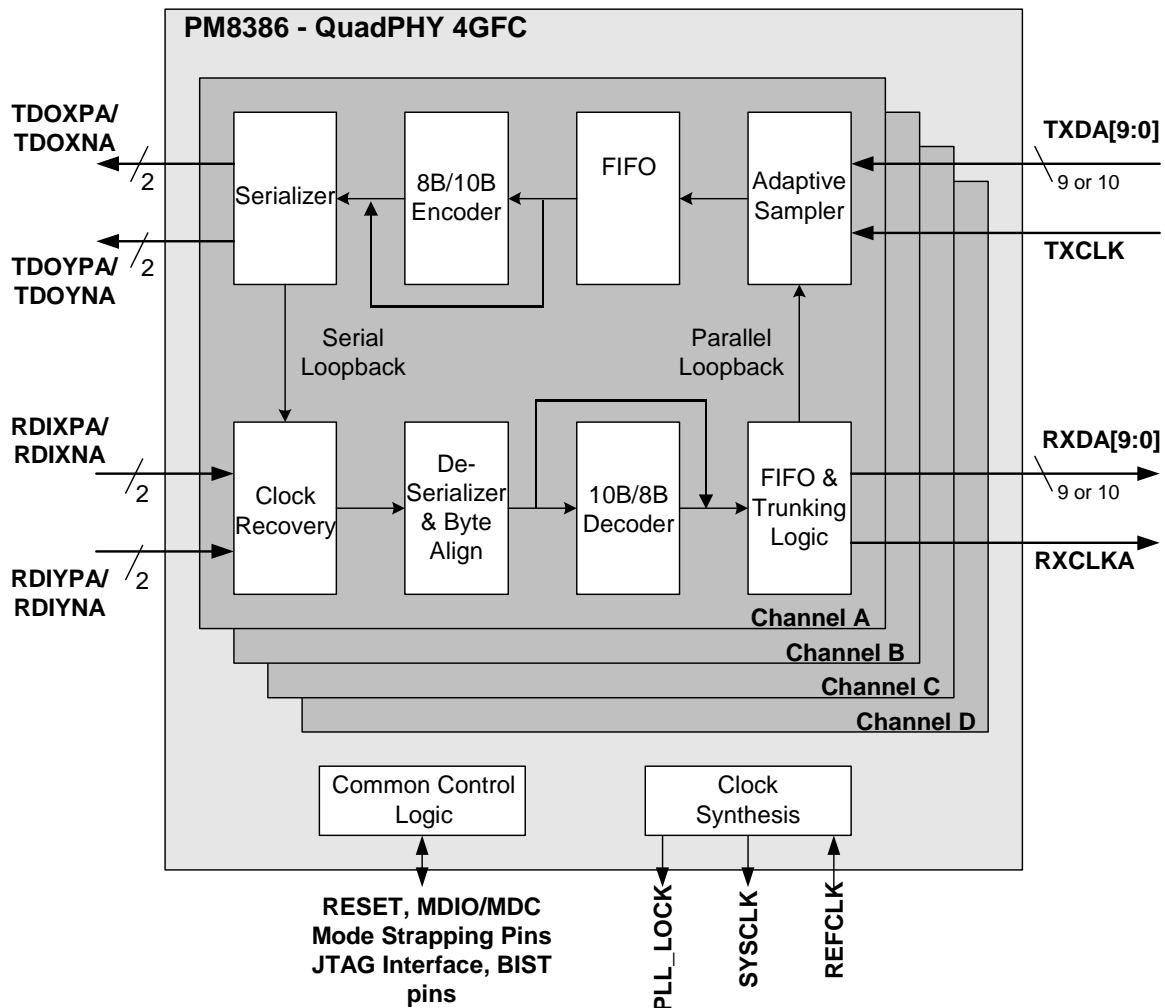 PM8386 - QuadPHY 4GFC
TDOXPA/
TDOXNA
2
TDOYPA/
TDOYNA
2
Serializer
8B/10B
Encoder
FIFO
Adaptive
Sampler
TXDA[9:0]
9 or 10
TXCLK
Serial
Loopback
Parallel
Loopback
RDIXPA/
RDIXNA
2
RDIYPA/
RDIYNA
2
Clock
Recovery
De-
Serializer
& Byte
Align
10B/8B
Decoder
FIFO &
Trunking
Logic
RXDA[9:0]
9 or 10
RXCLKA
Channel A
Channel B
Channel C
Channel D
Common Control
Logic
Clock
Synthesis
RESET, MDIO/MDC
Mode Strapping Pins
JTAG Interface, BIST
pins
PLL_LOCK
SYSCLK
REFCLK